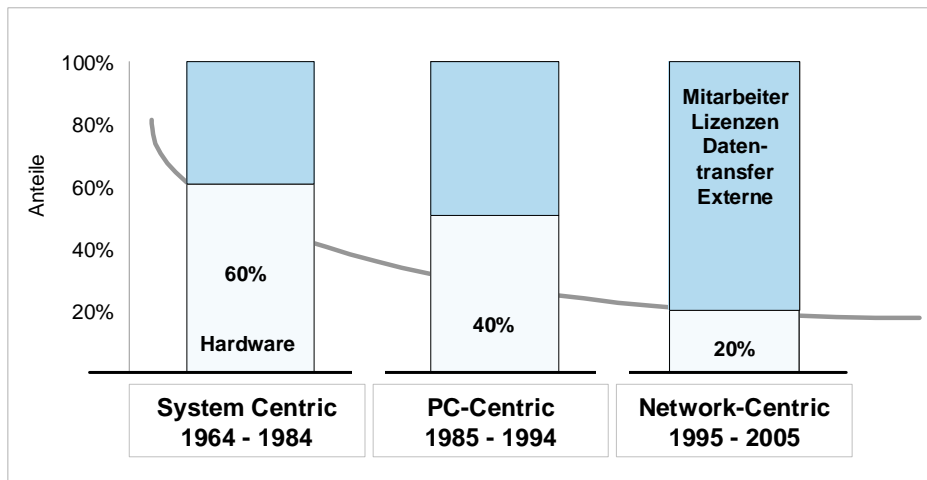 100%
80%
60%
40%
20%
Anteile
Mitarbeiter
Lizenzen
Daten-
transfer
Externe
60%
Hardware
40%
20%
System Centric
1964 - 1984
PC-Centric
1985 - 1994
Network-Centric
1995 - 2005